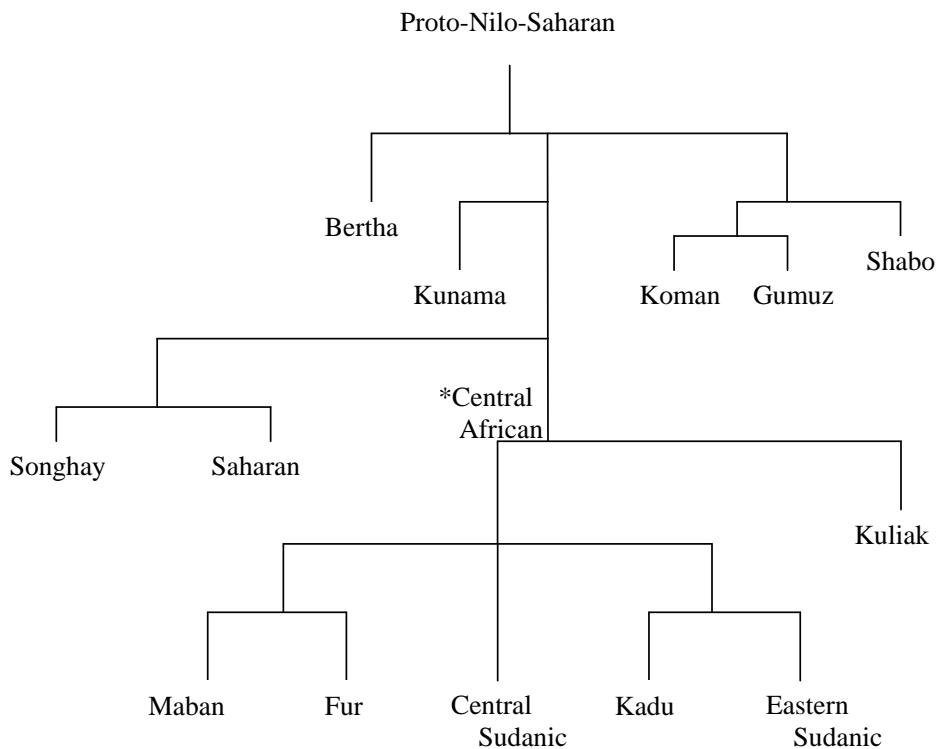 Proto-Nilo-Saharan
Bertha
Shabo
Kunama
Koman
Gumuz
*Central
African
Songhay
Saharan
Kuliak
Maban
Fur
Central
Sudanic
Kadu
Eastern
Sudanic